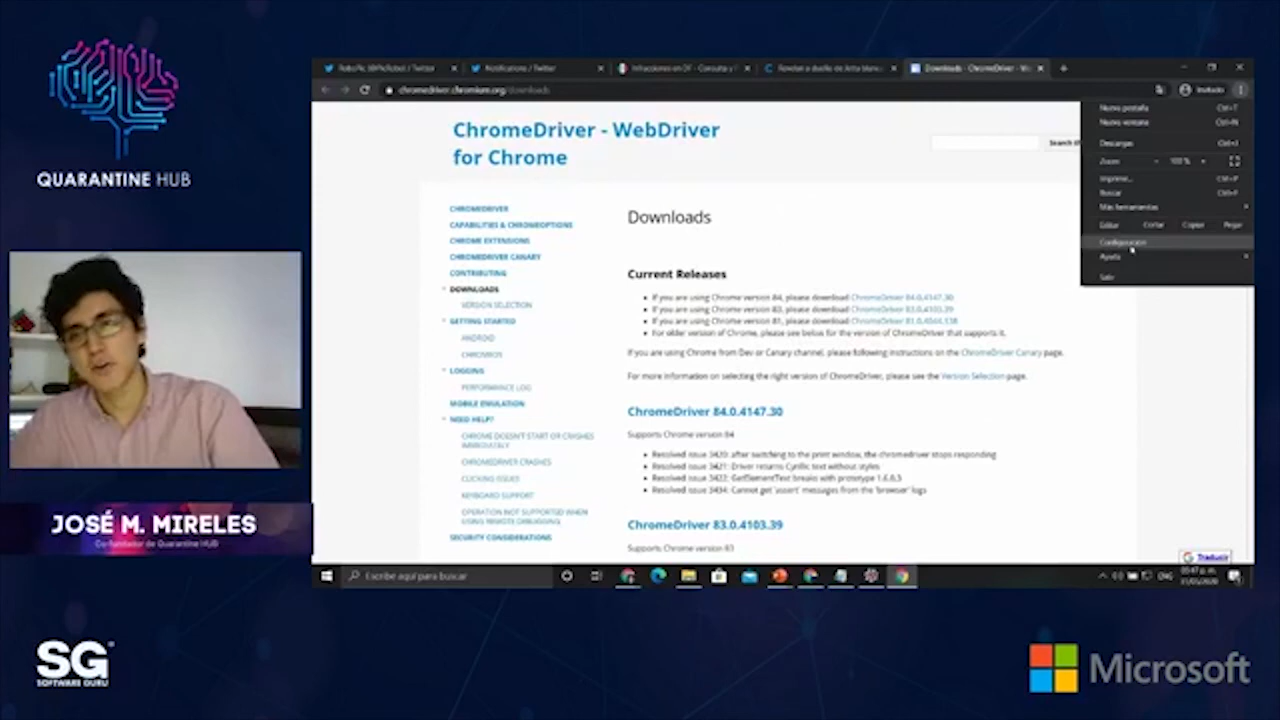 QUARANTINE HUB
JOSÉ M. MIRELES
Co-fundador de Quarantine HUB
SG
SOFTWARE GURU
Microsoft
Notifications / Twitter
chromedriver.chromium.org/downloads
Invitado
ChromeDriver - WebDriver
for Chrome
CHROMEDRIVER
CAPABILITIES & CHROMEOPTIONS
CHROME EXTENSIONS
CHROMEDRIVER CANARY
CONTRIBUTING
DOWNLOADS
VERSION SELECTION
GETTING STARTED
ANDROID
CHROMEOS
LOGGING
PERFORMANCE LOG
MOBILE EMULATION
NEED HELP?
CHROME DOESN'T START OR CRASHES
IMMEDIATELY
CHROMEDRIVER CRASHES
CLICKING ISSUES
KEYBOARD SUPPORT
OPERATION NOT SUPPORTED WHEN
USING REMOTE DEBUGGING
SECURITY CONSIDERATIONS
Downloads
Current Releases
If you are using Chrome version 84, please download ChromeDriver 84.0.4147.30
If you are using Chrome version 83, please download ChromeDriver 83.0.4103.39
If you are using Chrome version 81, please download ChromeDriver 81.0.4044.138
For older version of Chrome, please see below for the version of ChromeDriver that supports it.
If you are using Chrome from Dev or Canary channel, please following instructions on the ChromeDriver Canary page.
For more information on selecting the right version of ChromeDriver, please see the Version Selection page.
ChromeDriver 84.0.4147.30
Supports Chrome version 84
Resolved issue 3420: after switching to the print window, the chromedriver stops responding
Resolved issue 3421: Driver returns Cyrillic text without styles
GetElementText breaks with prototype 1.6.0.3
Resolved issue 3434: Cannot get 'assert' messages from the 'browser' logs
ChromeDriver 83.0.4103.39
Supports Chrome version 83
Nueva pestaña Ctrl+T
Nueva ventana Ctrl+N
Descargas Ctrl+J
Zoom - 100 % +
Imprimir... Ctrl+P
Buscar Ctrl+F
Más herramientas
Editar Cortar Copiar Pegar
Configuración
Ayuda
Salir
Traducir
Escribe aquí para buscar
ENG